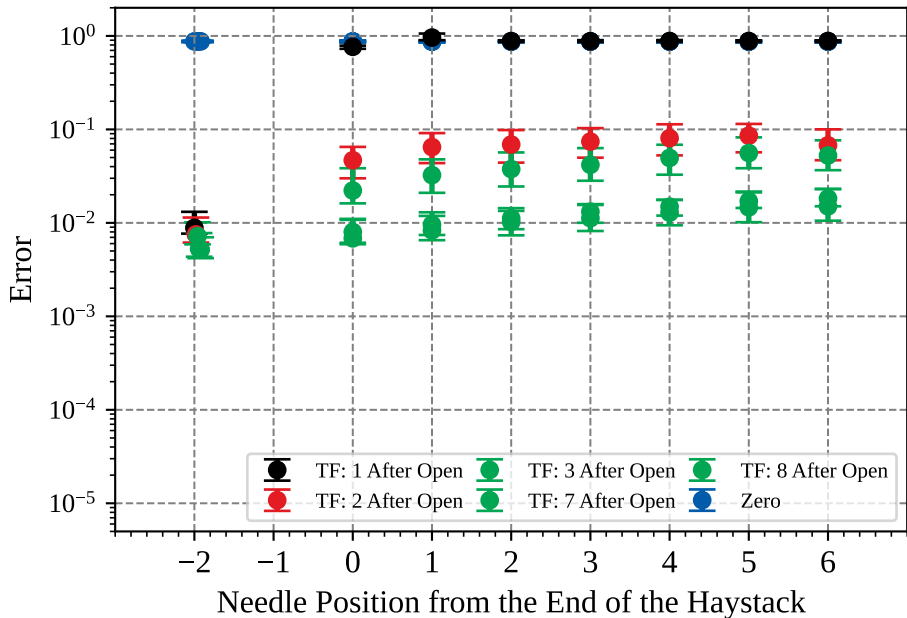 10⁰
10⁻¹
10⁻²
10⁻³
10⁻⁴
10⁻⁵
Error
TF: 1 After Open
TF: 2 After Open
TF: 3 After Open
TF: 7 After Open
TF: 8 After Open
Zero
−2 −1 0 1 2 3 4 5 6
Needle Position from the End of the Haystack